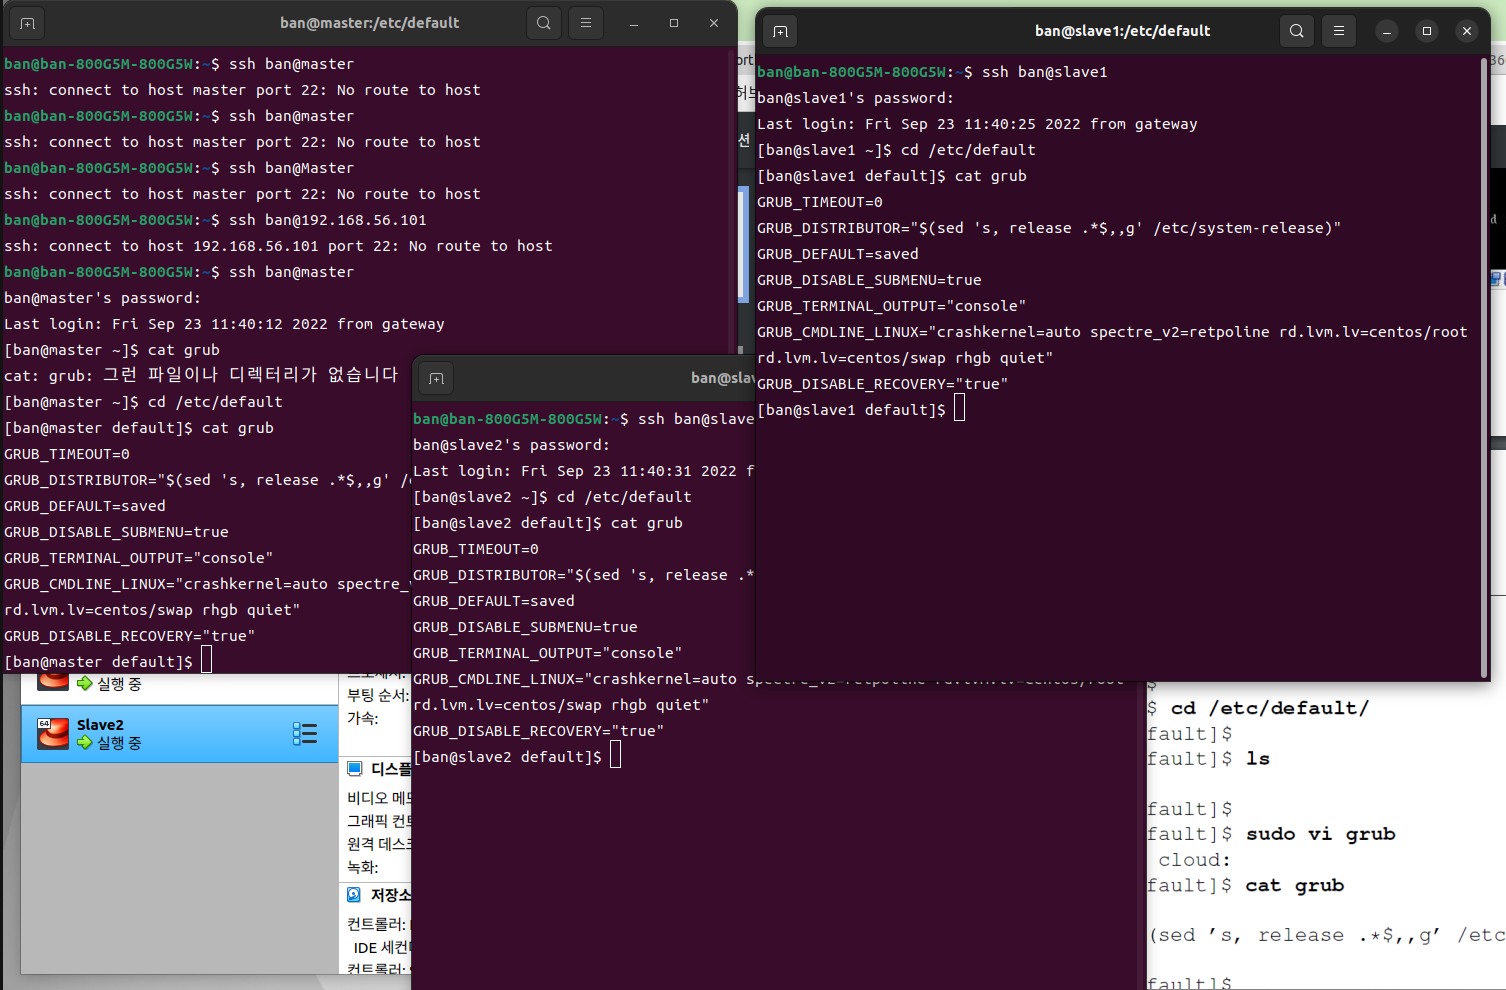 ban@master:/etc/default
ban@ban-800G5M-800G5W:~$ ssh ban@master
ssh: connect to host master port 22: No route to host
ban@ban-800G5M-800G5W:~$ ssh ban@master
ssh: connect to host master port 22: No route to host
ban@ban-800G5M-800G5W:~$ ssh ban@Master
ssh: connect to host master port 22: No route to host
ban@ban-800G5M-800G5W:~$ ssh ban@192.168.56.101
ssh: connect to host 192.168.56.101 port 22: No route to host
ban@ban-800G5M-800G5W:~$ ssh ban@master
ban@master's password:
Last login: Fri Sep 23 11:40:12 2022 from gateway
[ban@master ~]$ cat grub
cat: grub: 그런 파일이나 디렉터리가 없습니다
[ban@master ~]$ cd /etc/default
[ban@master default]$ cat grub
GRUB_TIMEOUT=0
GRUB_DISTRIBUTOR="$(sed 's, release .*$,,g' /
GRUB_DEFAULT=saved
GRUB_DISABLE_SUBMENU=true
GRUB_TERMINAL_OUTPUT="console"
GRUB_CMDLINE_LINUX="crashkernel=auto spectre_
rd.lvm.lv=centos/swap rhgb quiet"
GRUB_DISABLE_RECOVERY="true"
[ban@master default]$
ban@slave1:/etc/default
ban@ban-800G5M-800G5W:~$ ssh ban@slave1
ban@slave1's password:
Last login: Fri Sep 23 11:40:25 2022 from gateway
[ban@slave1 ~]$ cd /etc/default
[ban@slave1 default]$ cat grub
GRUB_TIMEOUT=0
GRUB_DISTRIBUTOR="$(sed 's, release .*$,,g' /etc/system-release)"
GRUB_DEFAULT=saved
GRUB_DISABLE_SUBMENU=true
GRUB_TERMINAL_OUTPUT="console"
GRUB_CMDLINE_LINUX="crashkernel=auto spectre_v2=retpoline rd.lvm.lv=centos/root
rd.lvm.lv=centos/swap rhgb quiet"
GRUB_DISABLE_RECOVERY="true"
[ban@slave1 default]$
ban@slav
ban@ban-800G5M-800G5W:~$ ssh ban@slave
ban@slave2's password:
Last login: Fri Sep 23 11:40:31 2022 f
[ban@slave2 ~]$ cd /etc/default
[ban@slave2 default]$ cat grub
GRUB_TIMEOUT=0
GRUB_DISTRIBUTOR="$(sed 's, release .*
GRUB_DEFAULT=saved
GRUB_DISABLE_SUBMENU=true
GRUB_TERMINAL_OUTPUT="console"
GRUB_CMDLINE_LINUX="crashkernel=auto spectre_v2=retpoline rd.lvm.lv=centos/root
rd.lvm.lv=centos/swap rhgb quiet"
GRUB_DISABLE_RECOVERY="true"
[ban@slave2 default]$
실행 중
64
Slave2
실행 중
부팅 순서:
가속:
디스플
비디오 메모
그래픽 컨트
원격 데스크
녹화:
저장소
컨트롤러:
IDE 세컨
컨트롤러:
ort
허브
션
36
$
$ cd /etc/default/
fault]$
fault]$ ls
fault]$
fault]$ sudo vi grub
cloud:
fault]$ cat grub
(sed ’s, release .*$,,g’ /etc
fault]$